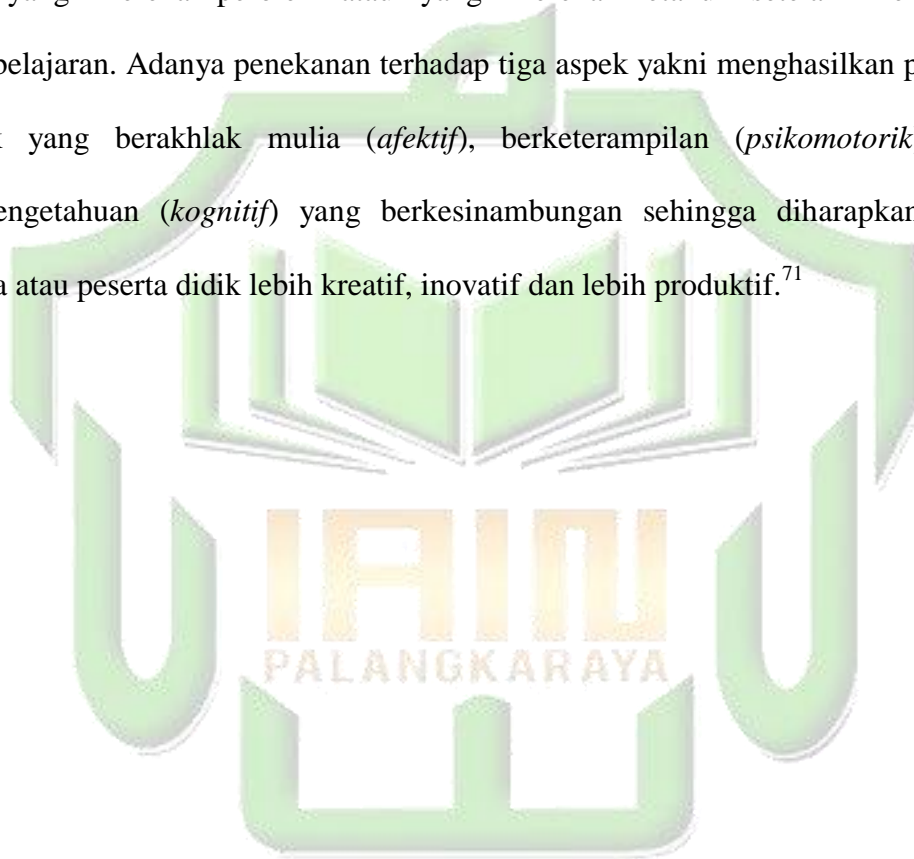 pelajaran. Adanya penekanan terhadap tiga aspek yakni menghasilkan p
yang berakhlak mulia (afektif), berketerampilan (psikomotorik
engetahuan (kognitif) yang berkesinambungan sehingga diharapkan
a atau peserta didik lebih kreatif, inovatif dan lebih produktif.71
IAIN
PALANGKARAYA